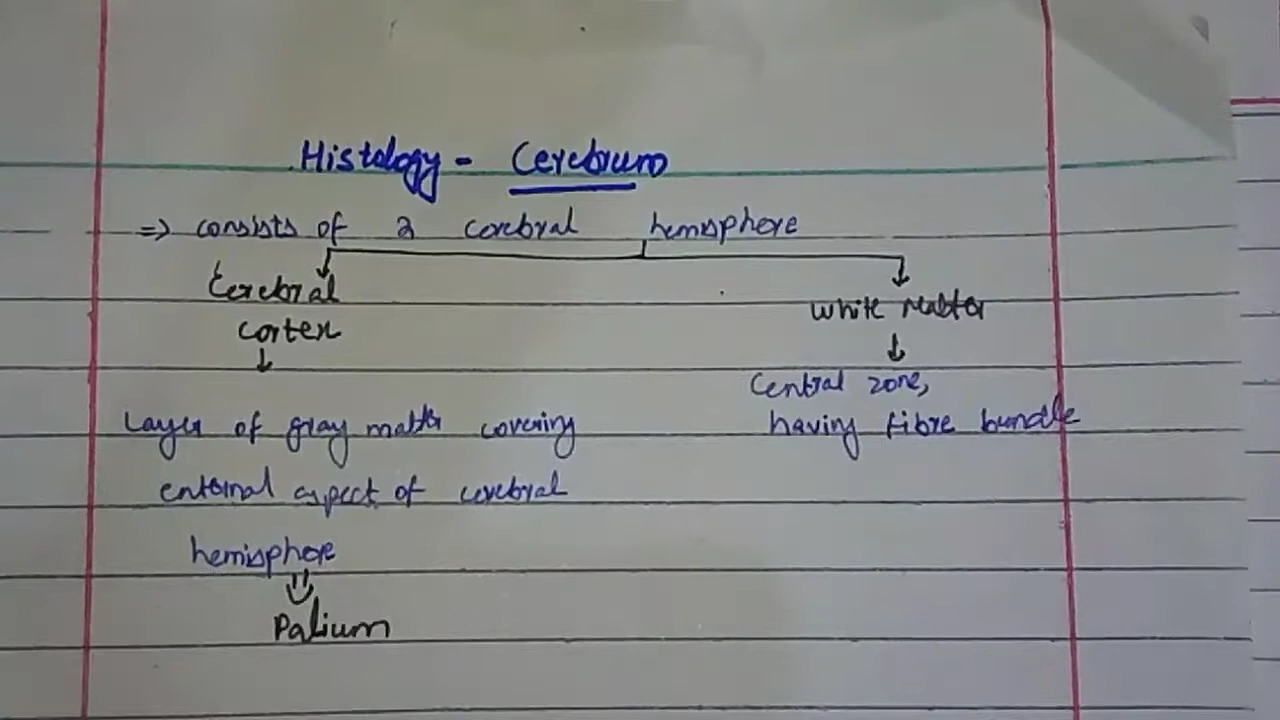 Histology - Cerebrum
⇒ consists of 2 cerebral hemisphere
Cerebral
cortex
↓
Layer of gray matter covering
external aspect of cerebral
hemisphere
⇓
Palium
White Matter
↓
Central zone,
having fibre bundle